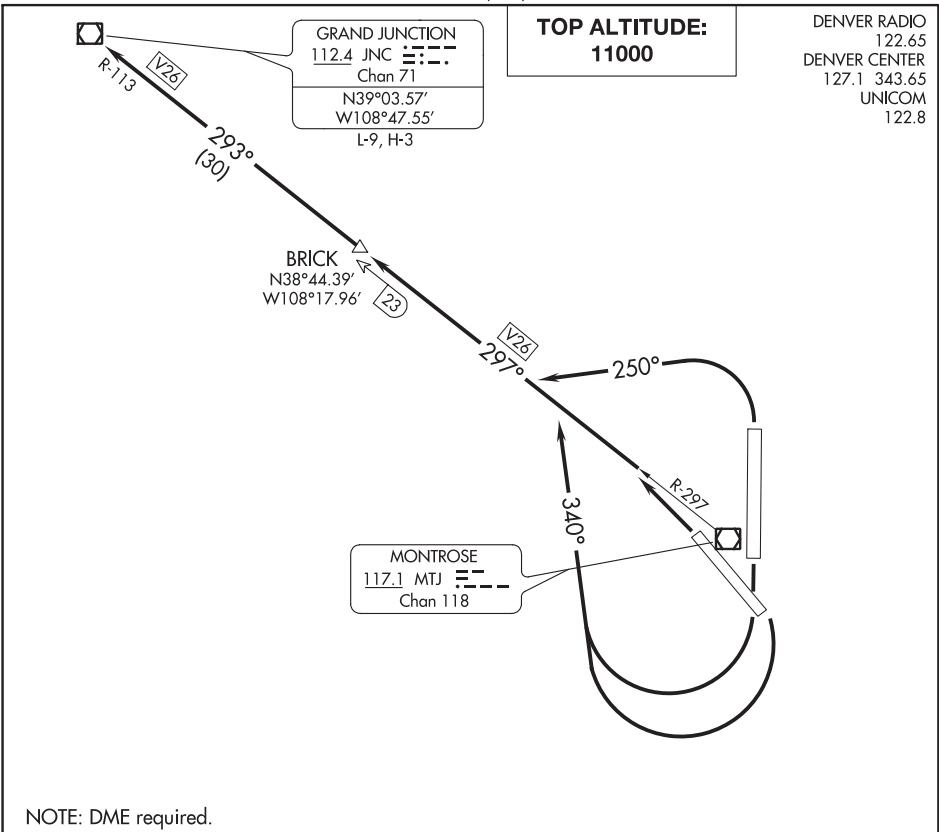 GRAND JUNCTION
112.4 JNC
Chan 71
N39°03.57'
W108°47.55'
L-9, H-3
TOP ALTITUDE:
11000
DENVER RADIO
122.65
DENVER CENTER
127.1 343.65
UNICOM
122.8
R-113
V26
293°
(30)
BRICK
N38°44.39'
W108°17.96'
23
V26
297°
250°
R-297
340°
MONTROSE
117.1 MTJ
Chan 118
NOTE: DME required.